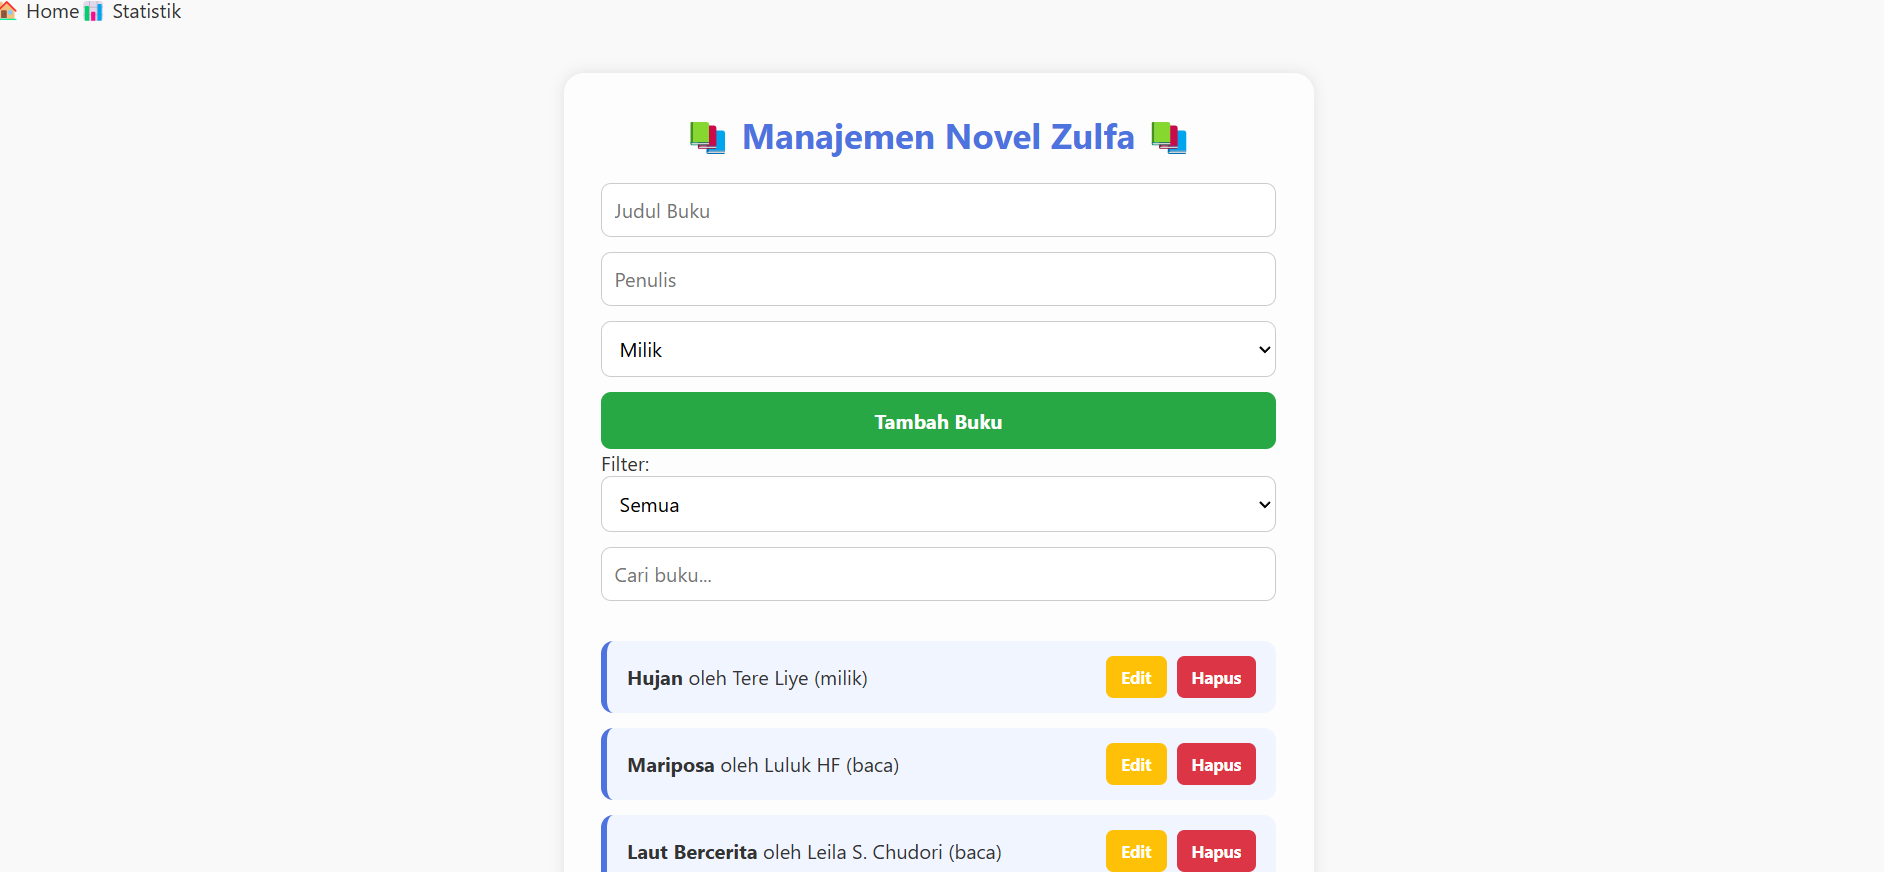 Home Statistik
Manajemen Novel Zulfa
Judul Buku
Penulis
Milik
Tambah Buku
Filter:
Semua
Cari buku...
Hujan oleh Tere Liye (milik) Edit Hapus
Mariposa oleh Luluk HF (baca) Edit Hapus
Laut Bercerita oleh Leila S. Chudori (baca) Edit Hapus